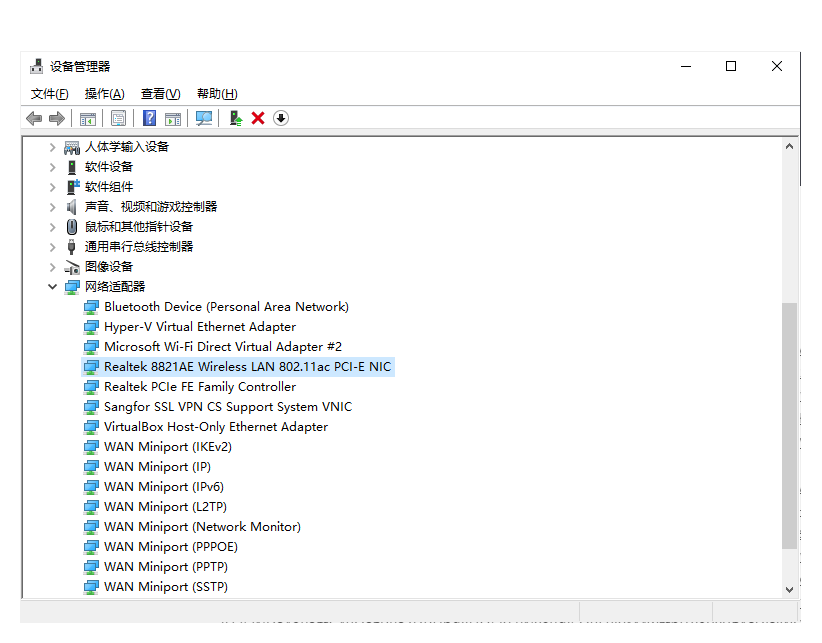 设备管理器
文件(F) 操作(A) 查看(V) 帮助(H)
人体学输入设备
软件设备
软件组件
声音、视频和游戏控制器
鼠标和其他指针设备
通用串行总线控制器
图像设备
网络适配器
Bluetooth Device (Personal Area Network)
Hyper-V Virtual Ethernet Adapter
Microsoft Wi-Fi Direct Virtual Adapter #2
Realtek 8821AE Wireless LAN 802.11ac PCI-E NIC
Realtek PCIe FE Family Controller
Sangfor SSL VPN CS Support System VNIC
VirtualBox Host-Only Ethernet Adapter
WAN Miniport (IKEv2)
WAN Miniport (IP)
WAN Miniport (IPv6)
WAN Miniport (L2TP)
WAN Miniport (Network Monitor)
WAN Miniport (PPPOE)
WAN Miniport (PPTP)
WAN Miniport (SSTP)